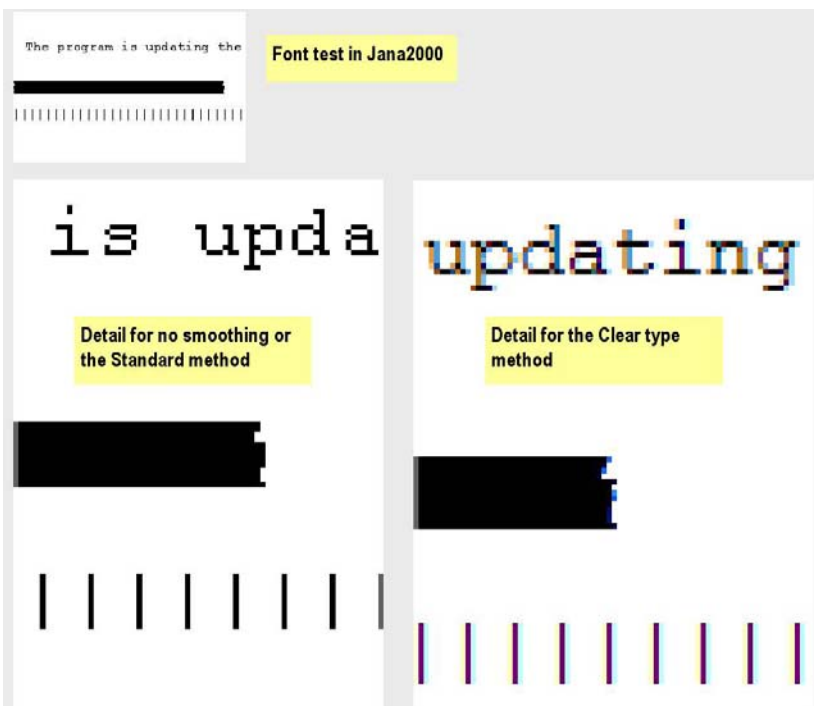 The program is updating the
Font test in Jana2000
is upda
updating
Detail for no smoothing or
the Standard method
Detail for the Clear type
method